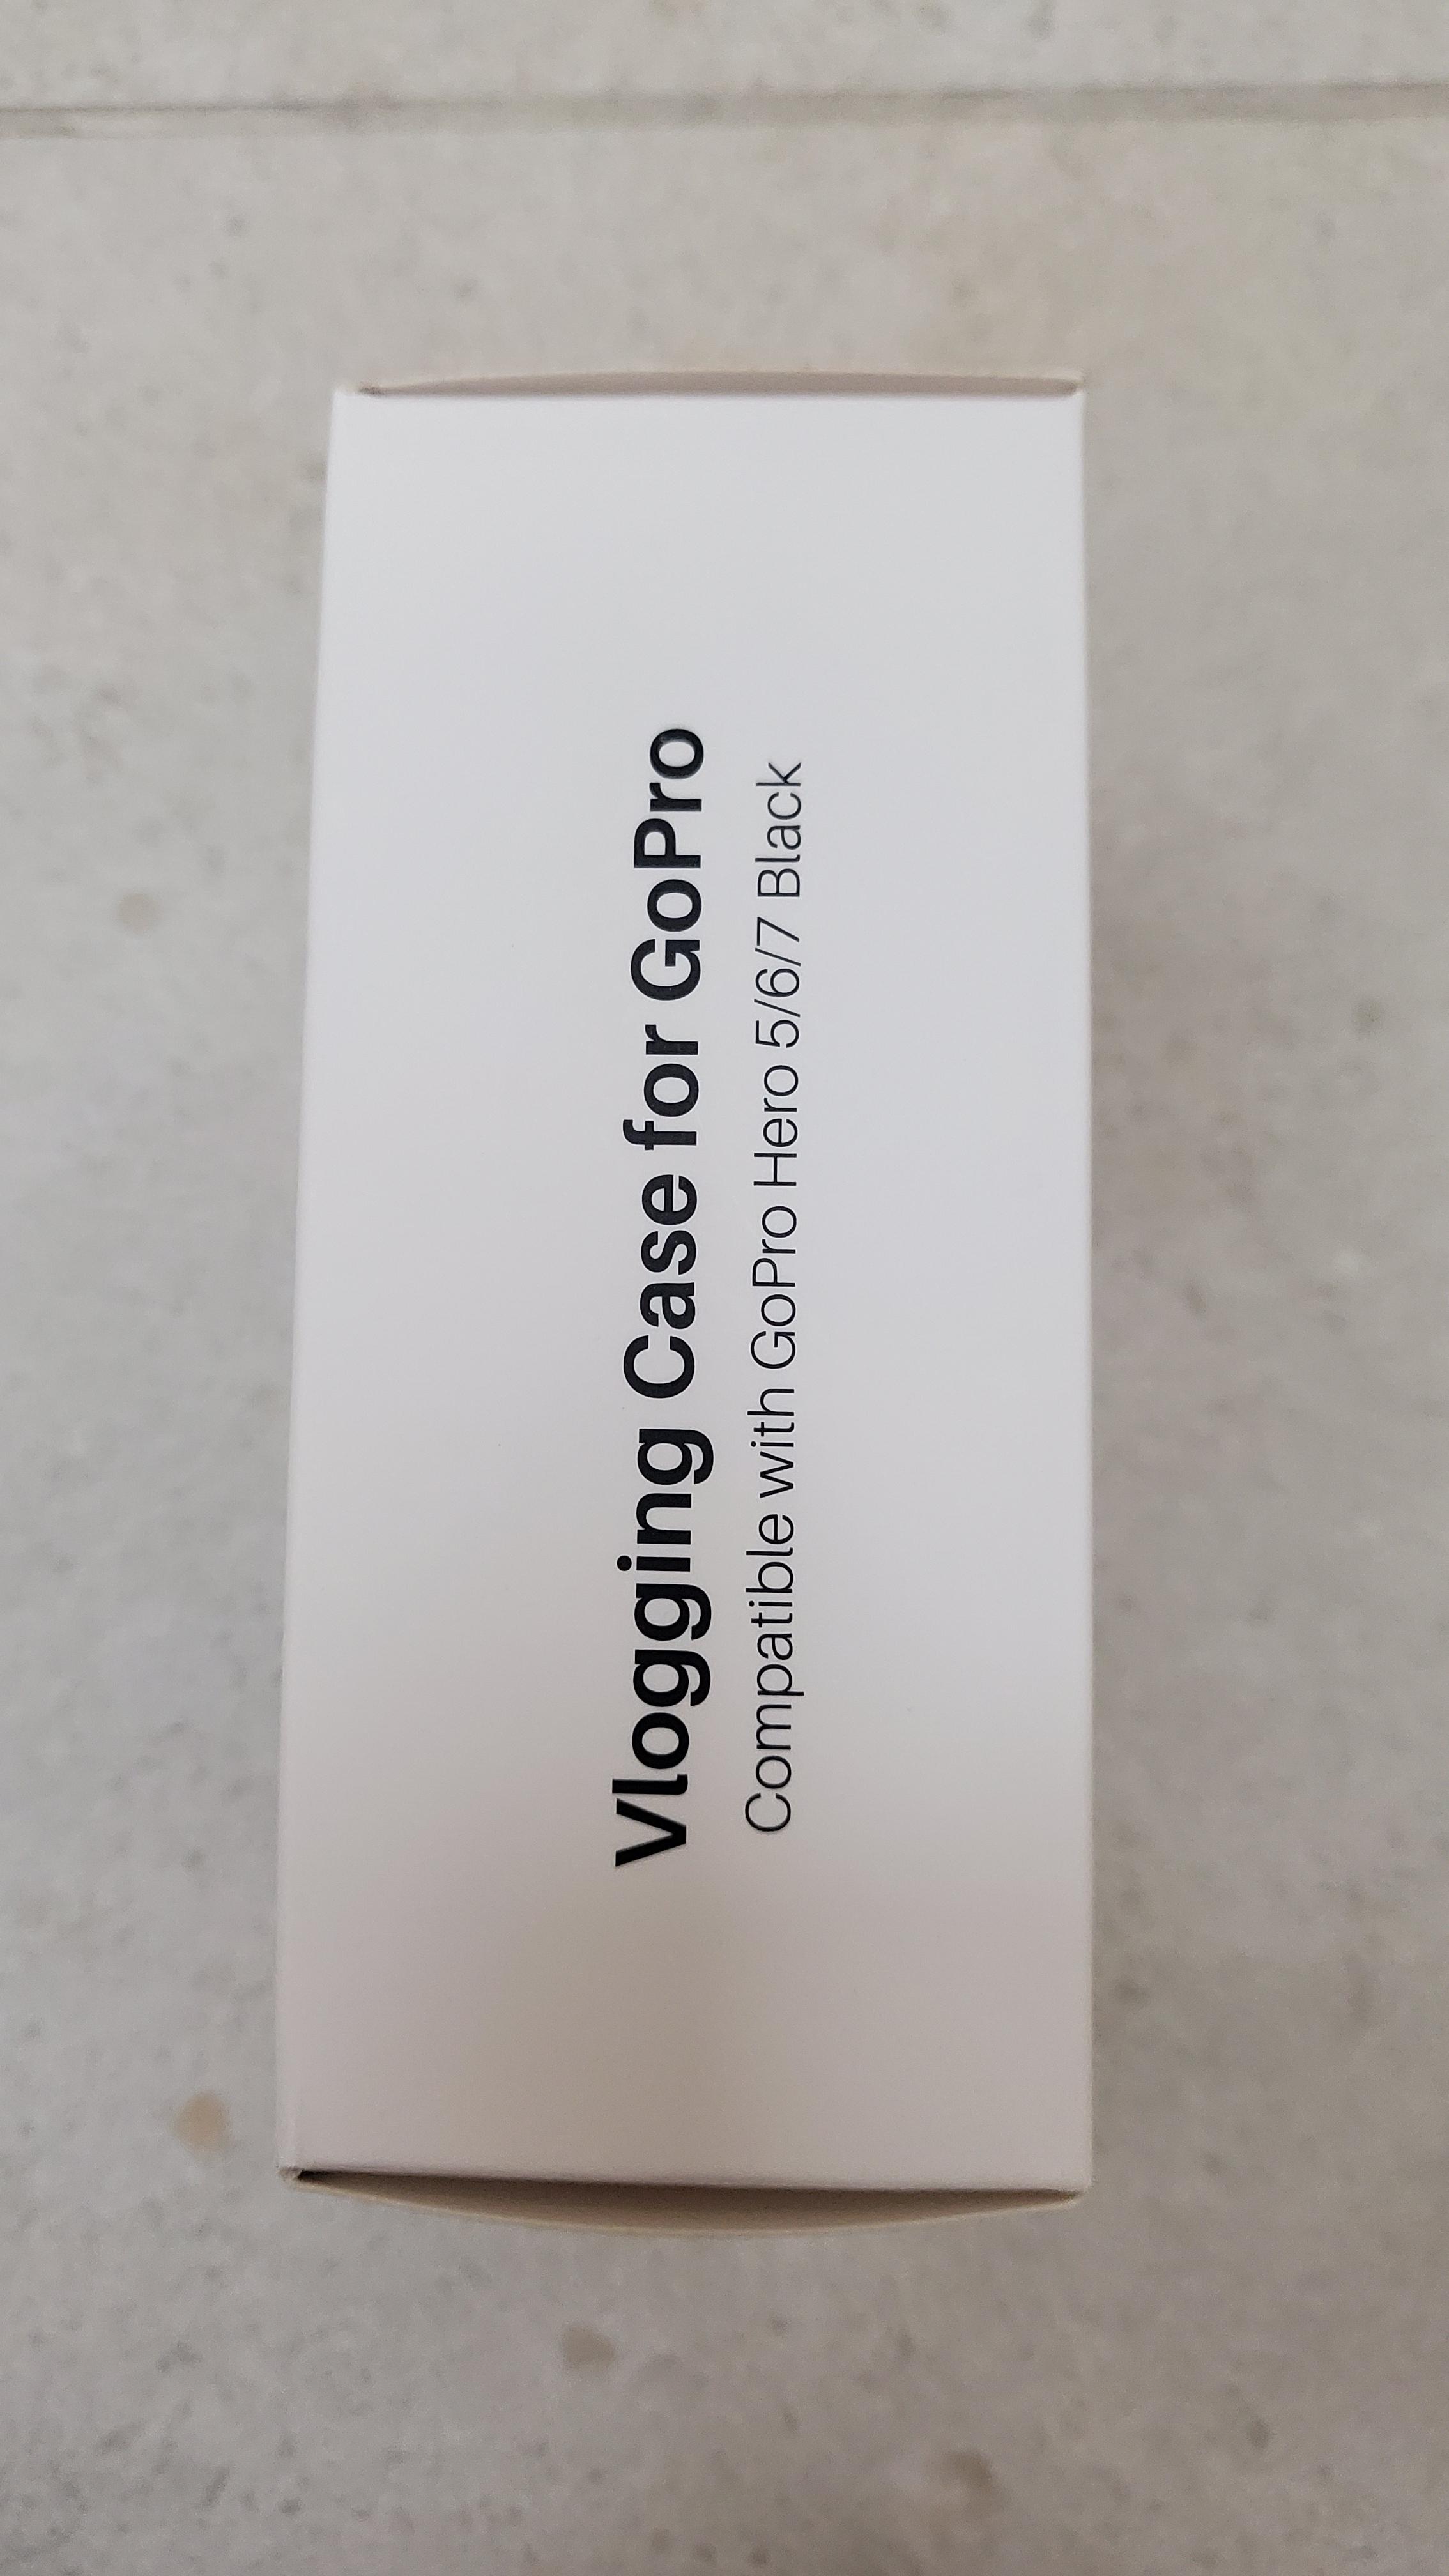 Vlogging Case for GoPro
Compatible with GoPro Hero 5/6/7 Black